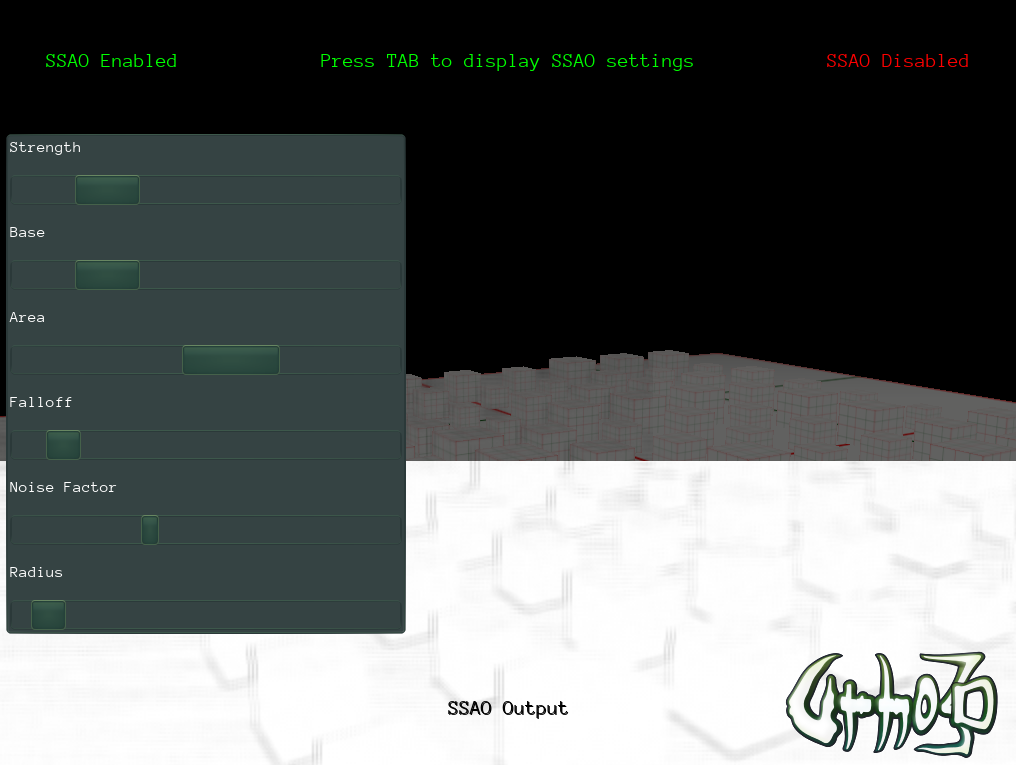 SSAO Enabled
Press TAB to display SSAO settings
SSAO Disabled
Strength
Base
Area
Falloff
Noise Factor
Radius
SSAO Output